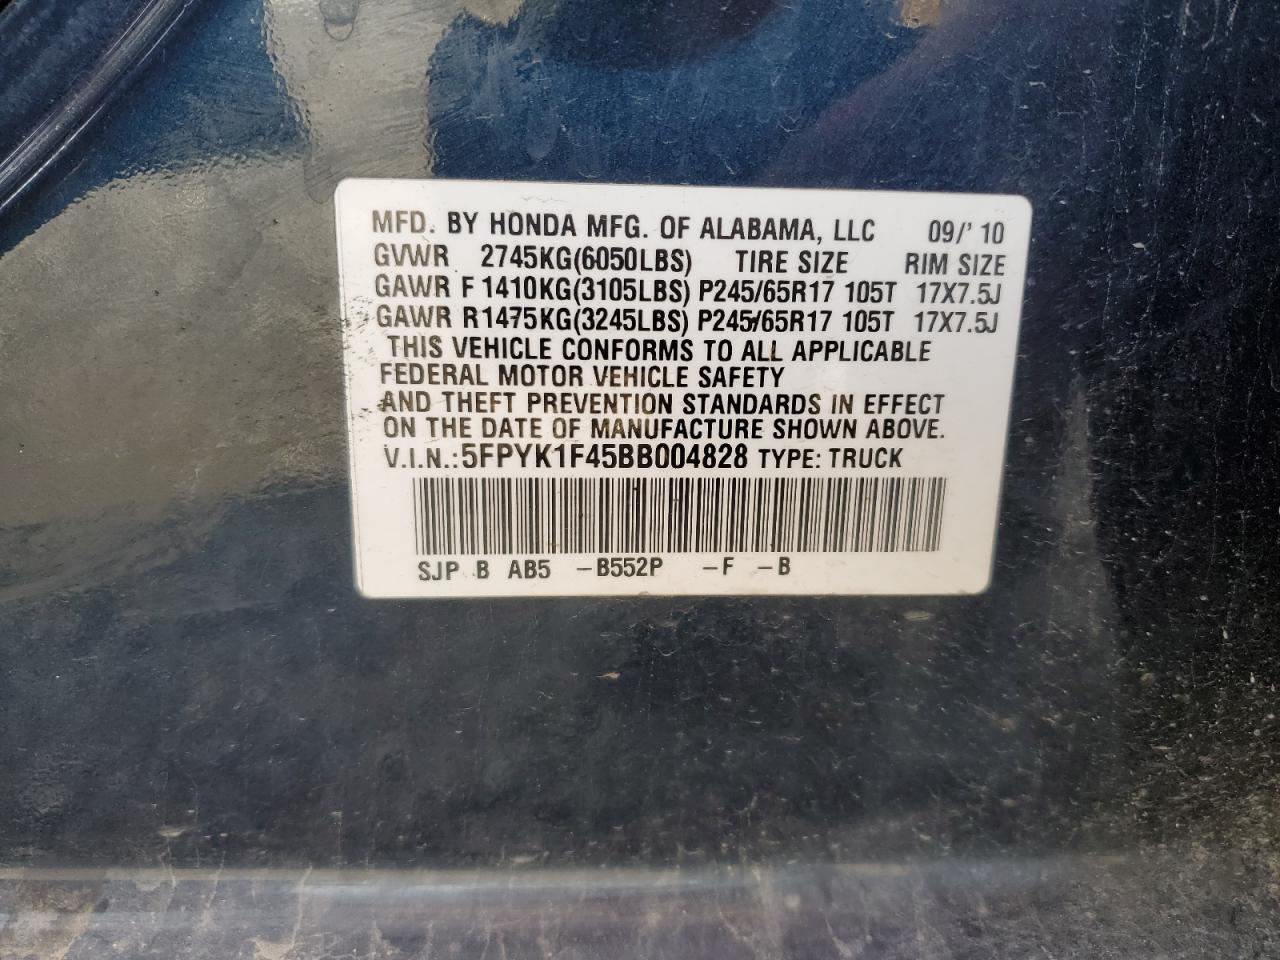 MFD. BY HONDA MFG. OF ALABAMA, LLC 09/' 10
GVWR 2745KG(6050LBS) TIRE SIZE RIM SIZE
GAWR F 1410KG(3105LBS) P245/65R17 105T 17X7.5J
GAWR R1475KG(3245LBS) P245/65R17 105T 17X7.5J
THIS VEHICLE CONFORMS TO ALL APPLICABLE
FEDERAL MOTOR VEHICLE SAFETY
AND THEFT PREVENTION STANDARDS IN EFFECT
ON THE DATE OF MANUFACTURE SHOWN ABOVE.
V.I.N.:5FPYK1F45BB004828 TYPE: TRUCK
SJP B AB5 -B552P -F -B